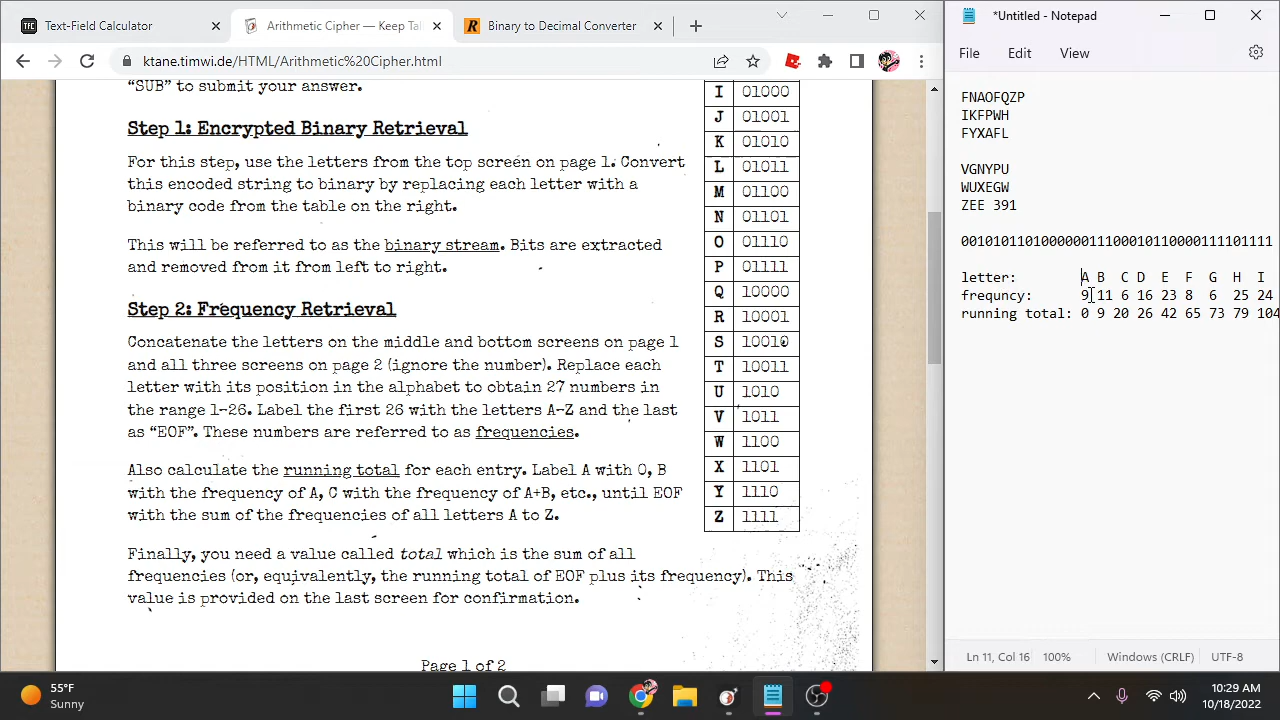 Text-Field Calculator
Arithmetic Cipher — Keep Tal
Binary to Decimal Converter
*Untitled - Notepad
ktane.timwi.de/HTML/Arithmetic%20Cipher.html
File Edit View
"SUB" to submit your answer.
Step 1: Encrypted Binary Retrieval
For this step, use the letters from the top screen on page 1. Convert
this encoded string to binary by replacing each letter with a
binary code from the table on the right.
This will be referred to as the binary stream. Bits are extracted
and removed from it from left to right.
Step 2: Frequency Retrieval
Concatenate the letters on the middle and bottom screens on page 1
and all three screens on page 2 (ignore the number). Replace each
letter with its position in the alphabet to obtain 27 numbers in
the range 1-26. Label the first 26 with the letters A-Z and the last
as "EOF". These numbers are referred to as frequencies.
Also calculate the running total for each entry. Label A with 0, B
with the frequency of A, C with the frequency of A+B, etc., until EOF
with the sum of the frequencies of all letters A to Z.
Finally, you need a value called total which is the sum of all
frequencies (or, equivalently, the running total of EOF plus its frequency). This
value is provided on the last screen for confirmation.
Page 1 of 2
I 01000
J 01001
K 01010
L 01011
M 01100
N 01101
O 01110
P 01111
Q 10000
R 10001
S 10010
T 10011
U 1010
V 1011
W 1100
X 1101
Y 1110
Z 1111
FNAOFQZP
IKFPWH
FYXAFL
VGNYPU
WUXEGW
ZEE 391
0010101101000000111000101100001111101111
letter: A B C D E F G H I
frequncy: 9 11 6 16 23 8 6 25 24
running total: 0 9 20 26 42 65 73 79 104
Ln 11, Col 16 100% Windows (CRLF) UTF-8
55°F
Sunny
10:29 AM
10/18/2022